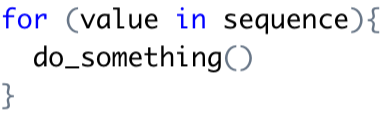 for (value in sequence){
  do_something()
}